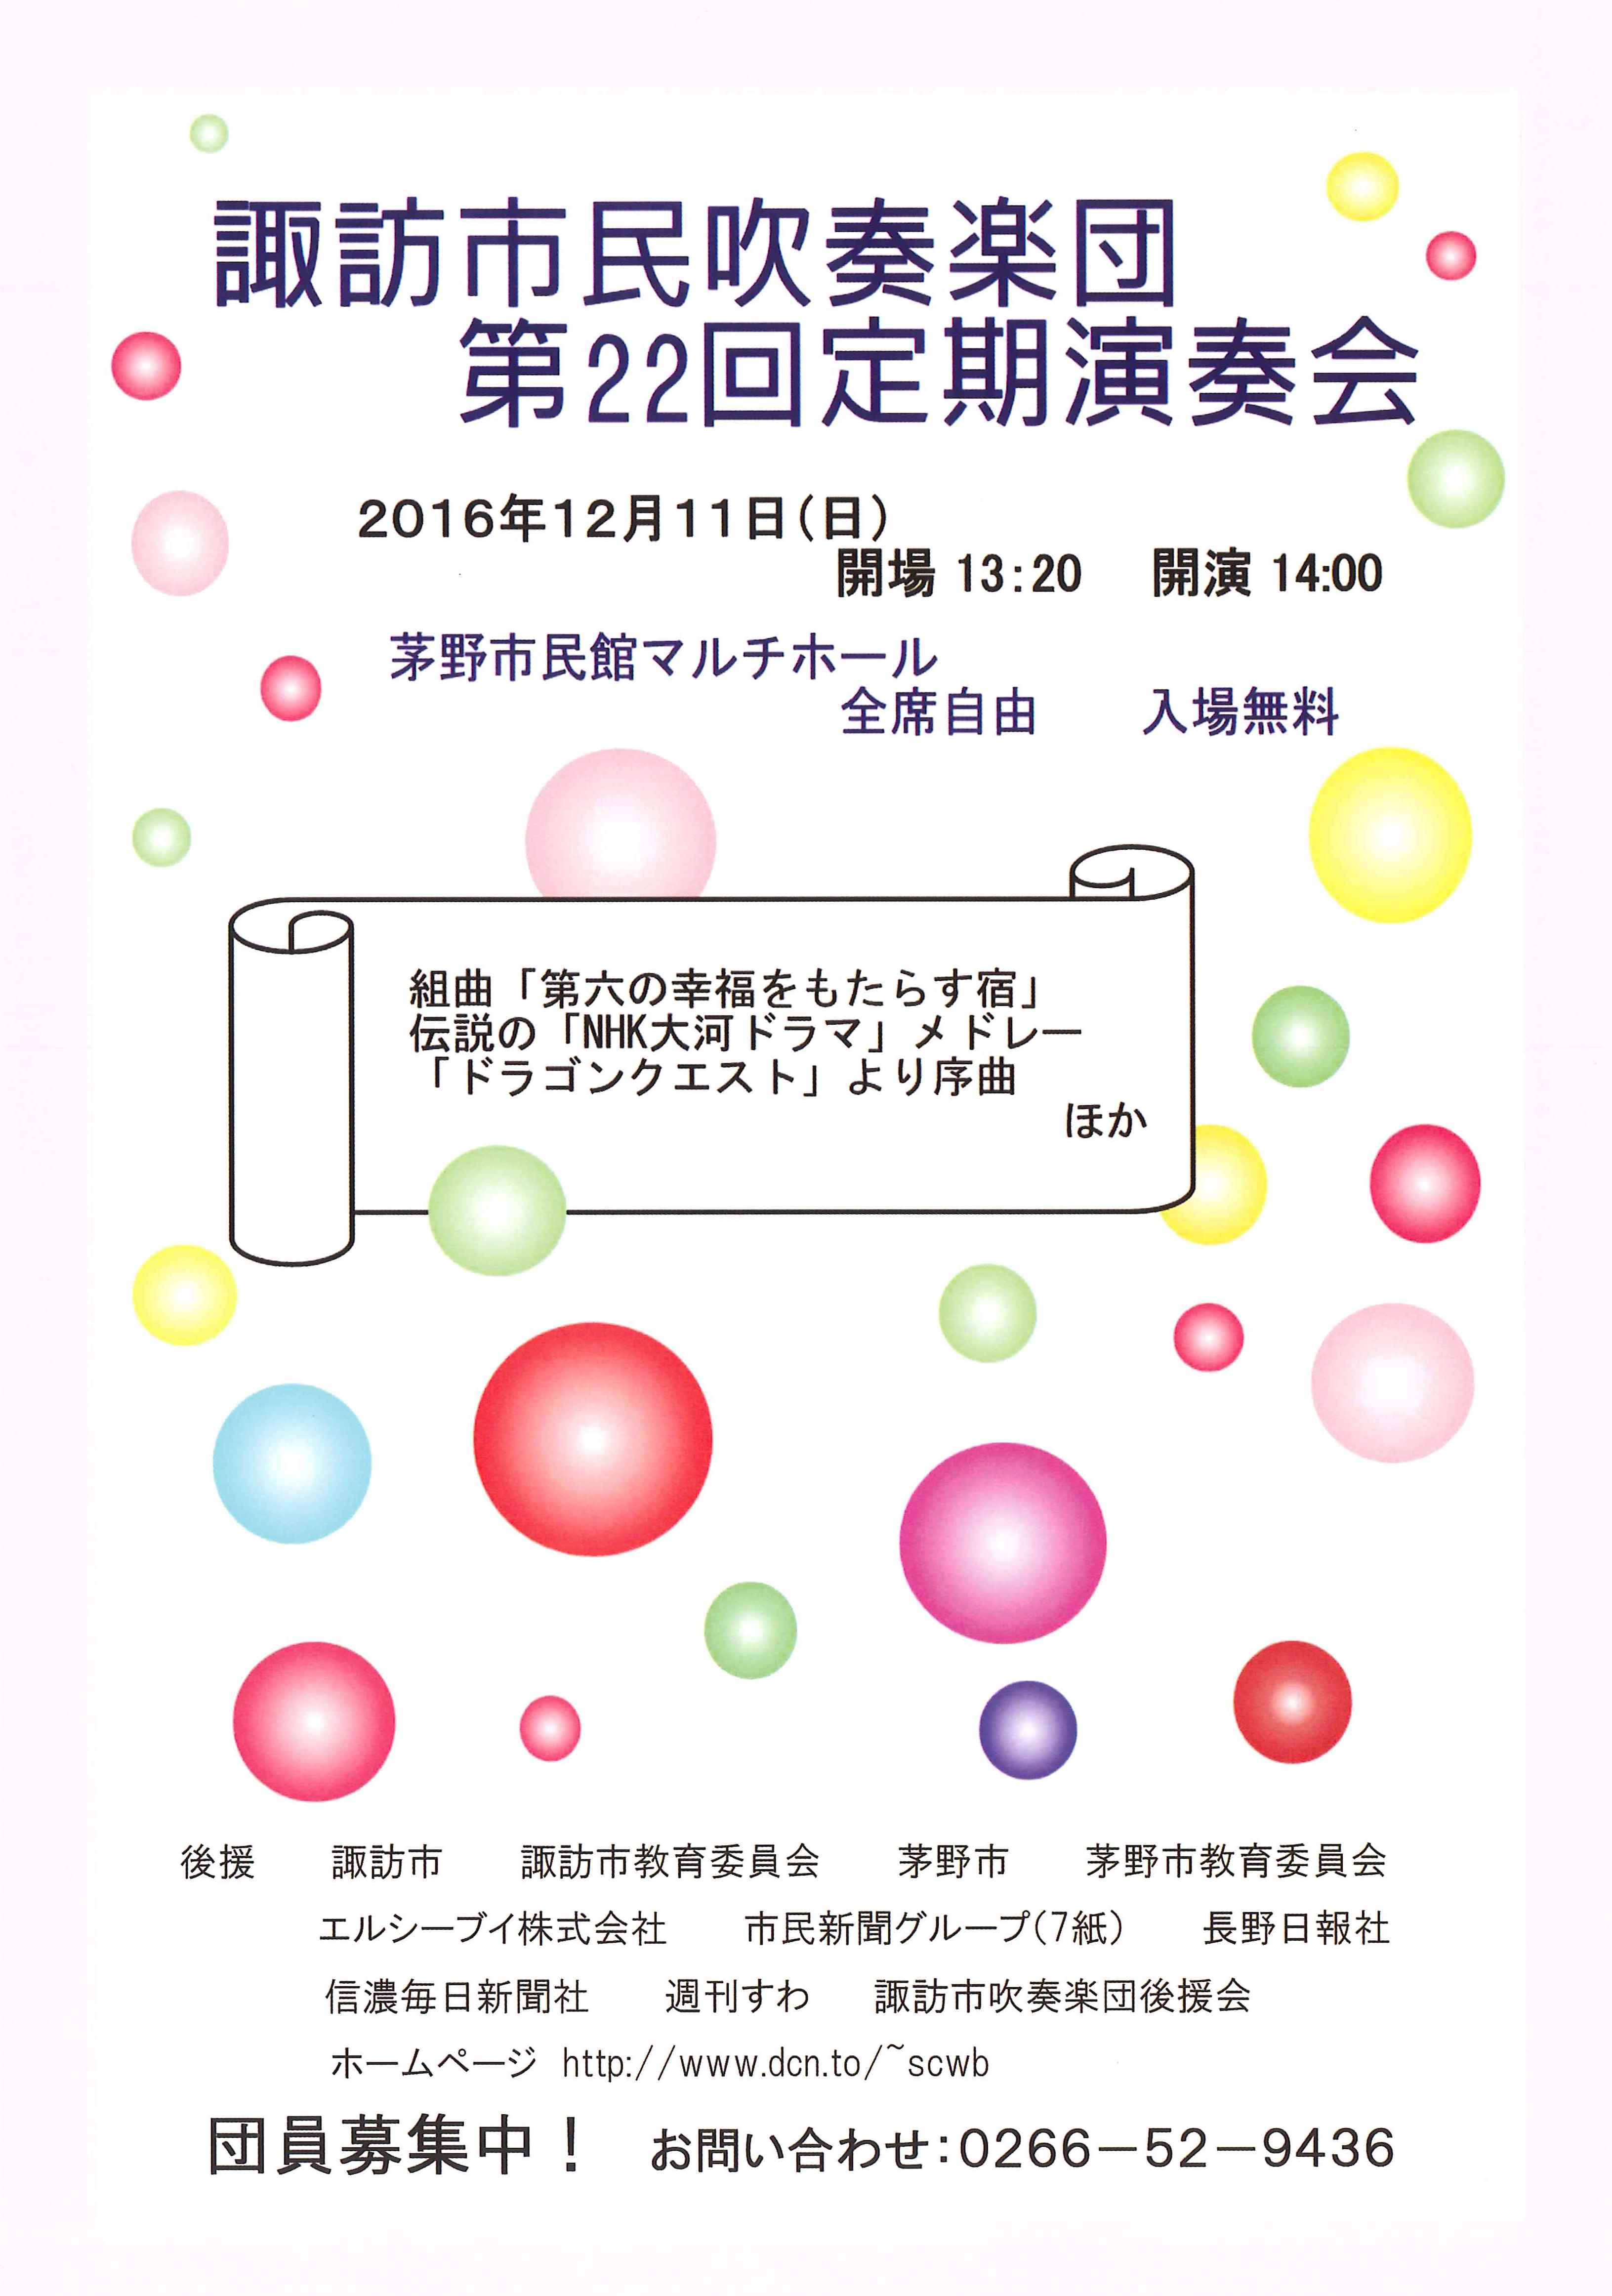 諏訪市民吹奏楽団
第22回定期演奏会
2016年12月11日(日)
開場 13:20 開演 14:00
茅野市民館マルチホール
全席自由 入場無料
組曲「第六の幸福をもたらす宿」
伝説の「NHK大河ドラマ」メドレー
「ドラゴンクエスト」より序曲
ほか
後援 諏訪市 諏訪市教育委員会 茅野市 茅野市教育委員会
エルシーブイ株式会社 市民新聞グループ(7紙) 長野日報社
信濃毎日新聞社 週刊すわ 諏訪市吹奏楽団後援会
ホームページ http://www.dcn.to/~scwb
団員募集中! お問い合わせ:0266-52-9436